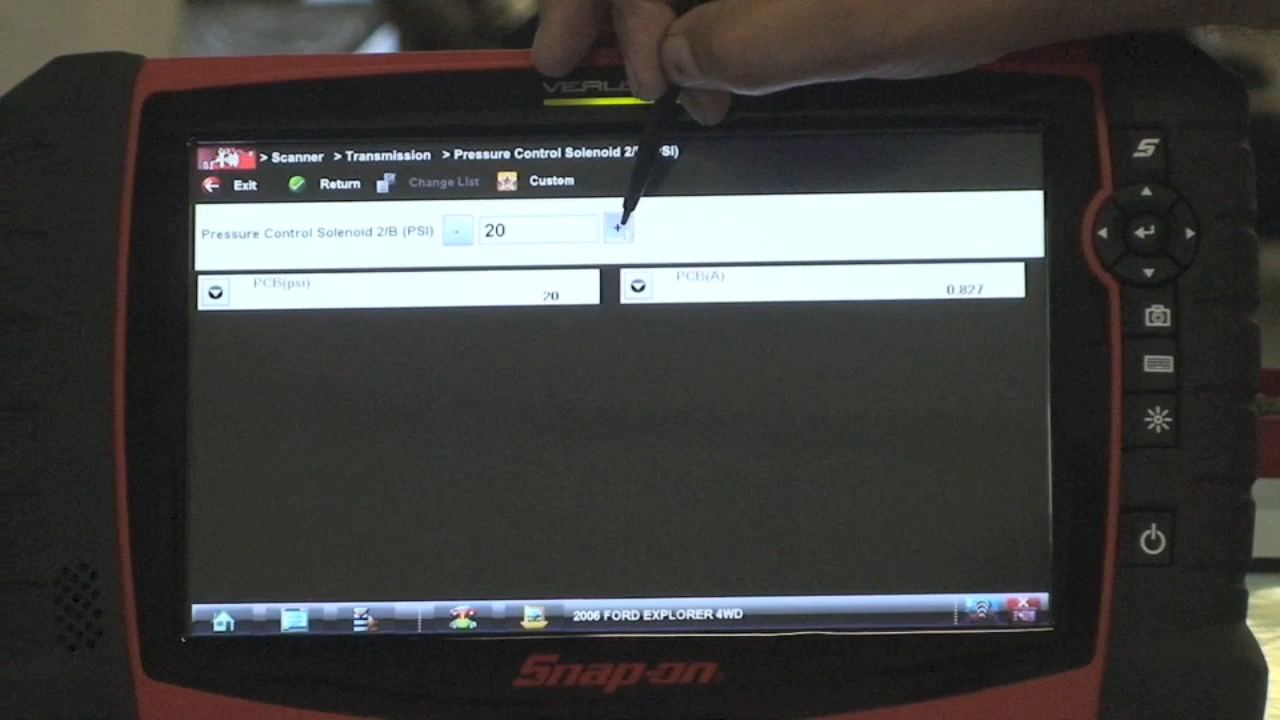 > Scanner > Transmission > Pressure Control Solenoid 2/ SI)
Exit Return Change List Custom
Pressure Control Solenoid 2/B (PSI) - 20 +
PCB(psi) 20
PCB(A) 0.827
2006 FORD EXPLORER 4WD
Snap-on